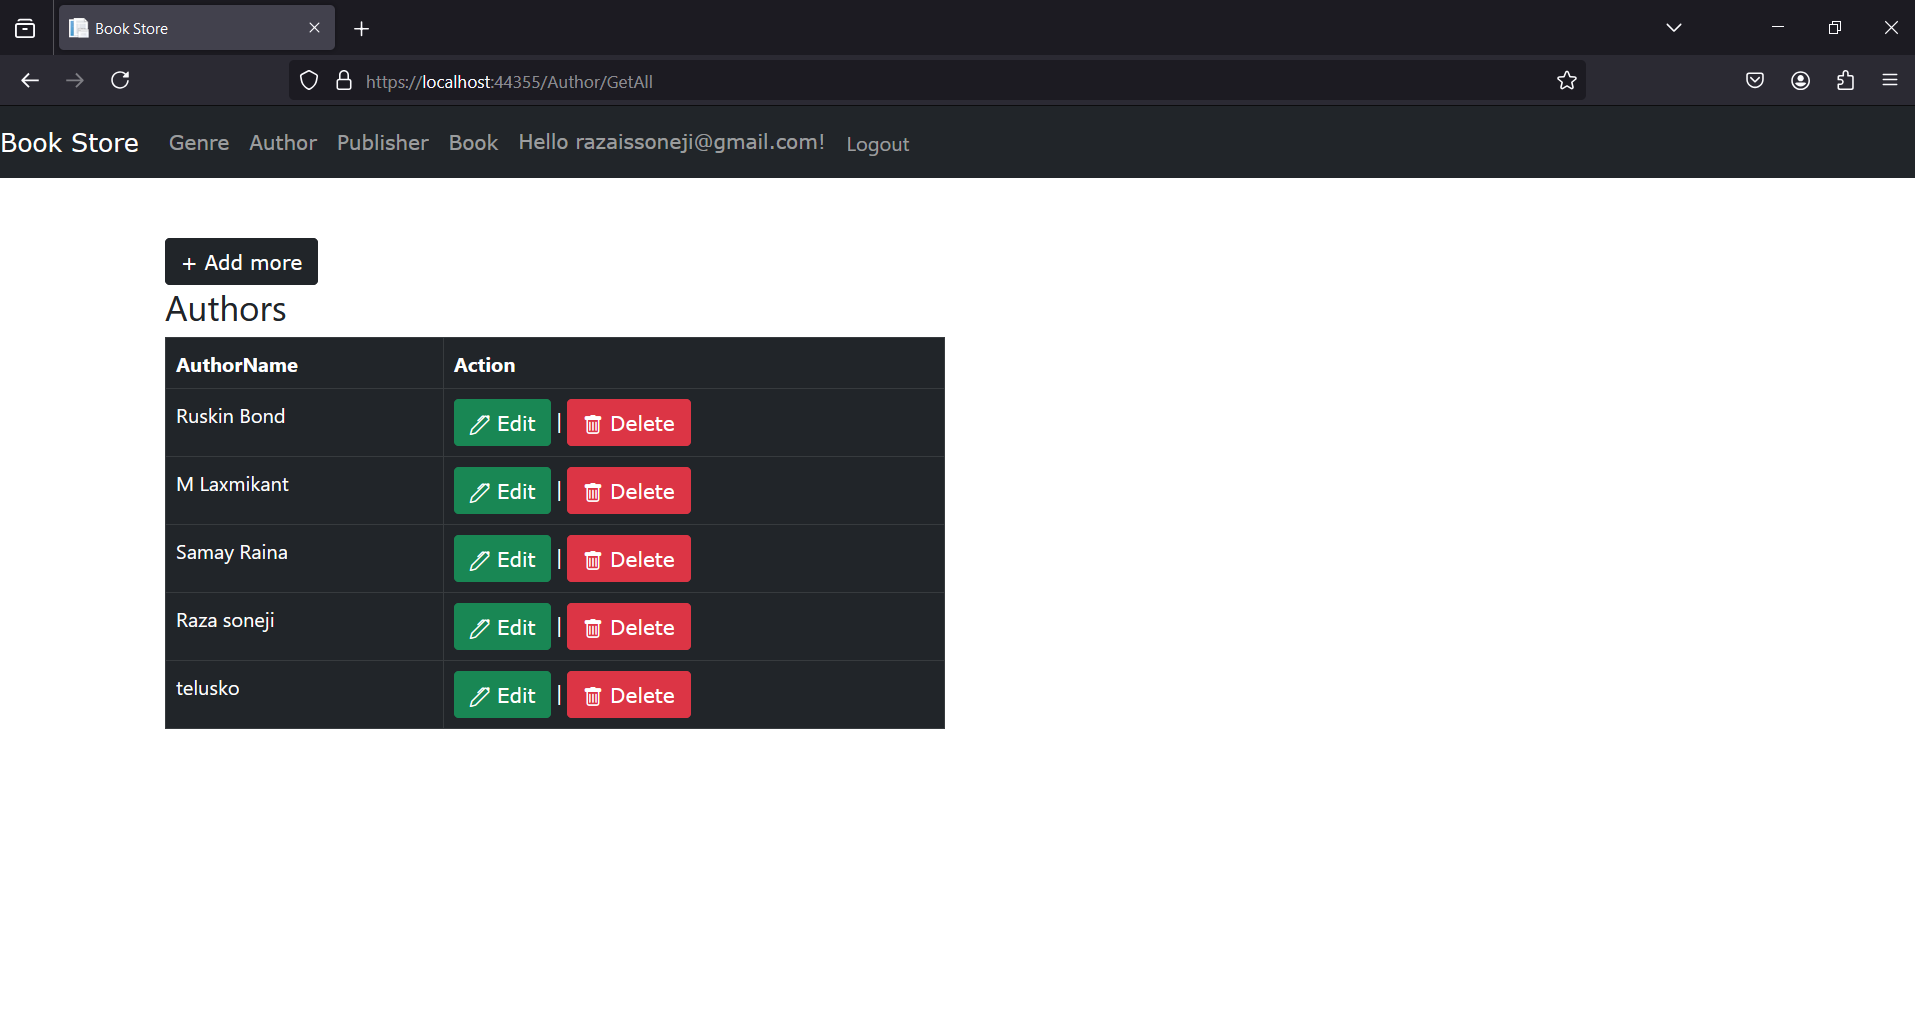 Book Store
https://localhost:44355/Author/GetAll
Book Store Genre Author Publisher Book Hello razaissoneji@gmail.com! Logout
+ Add more
Authors
AuthorName Action
Ruskin Bond Edit | Delete
M Laxmikant Edit | Delete
Samay Raina Edit | Delete
Raza soneji Edit | Delete
telusko Edit | Delete